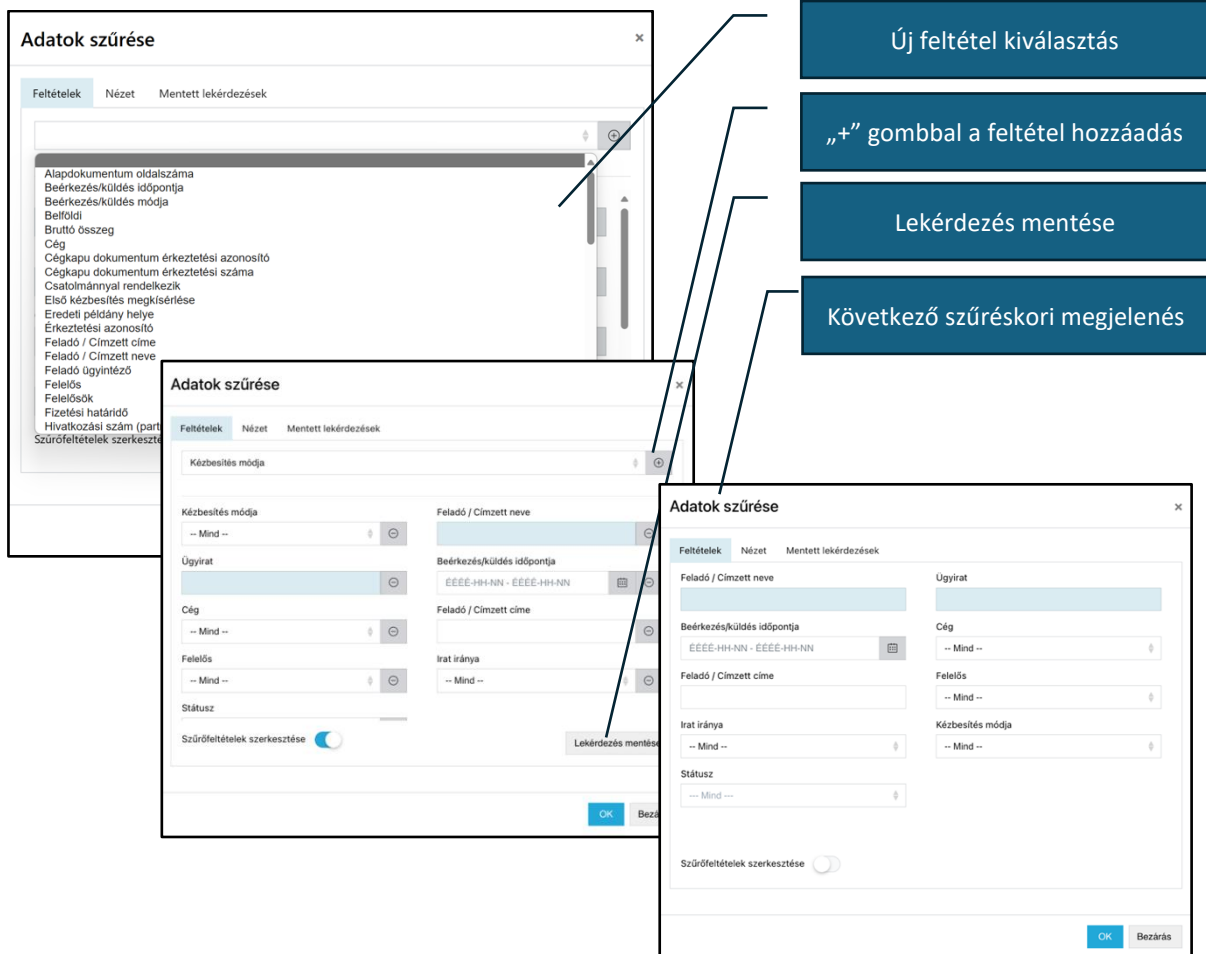 Adatok szűrése
×
Feltételek Nézet Mentett lekérdezések
Alapdokumentum oldalszáma
Beérkezés/küldés időpontja
Beérkezés/küldés módja
Belföldi
Bruttó összeg
Cég
Cégkapu dokumentum érkeztetési azonosító
Cégkapu dokumentum érkeztetési száma
Csatolmánnyal rendelkezik
Első kézbesítés megkísérlése
Eredeti példány helye
Érkeztetési azonosító
Feladó / Címzett címe
Feladó / Címzett neve
Feladó ügyintéző
Felelős
Felelősök
Fizetési határidő
Hivatkozási szám (part
Szűrőfeltételek szerkeszté
Új feltétel kiválasztás
„+” gombbal a feltétel hozzáadás
Lekérdezés mentése
Következő szűréskori megjelenés
Adatok szűrése
×
Feltételek Nézet Mentett lekérdezések
Kézbesítés módja
Kézbesítés módja Feladó / Címzett neve
-- Mind --
Ügyirat Beérkezés/küldés időpontja
ÉÉÉÉ-HH-NN - ÉÉÉÉ-HH-NN
Cég Feladó / Címzett címe
-- Mind --
Felelős Irat iránya
-- Mind -- -- Mind --
Státusz
Szűrőfeltételek szerkesztése Lekérdezés mentése
OK Bezá
Adatok szűrése
×
Feltételek Nézet Mentett lekérdezések
Feladó / Címzett neve Ügyirat
Beérkezés/küldés időpontja Cég
ÉÉÉÉ-HH-NN - ÉÉÉÉ-HH-NN -- Mind --
Feladó / Címzett címe Felelős
-- Mind --
Irat iránya Kézbesítés módja
-- Mind -- -- Mind --
Státusz
--- Mind ---
Szűrőfeltételek szerkesztése
OK Bezárás